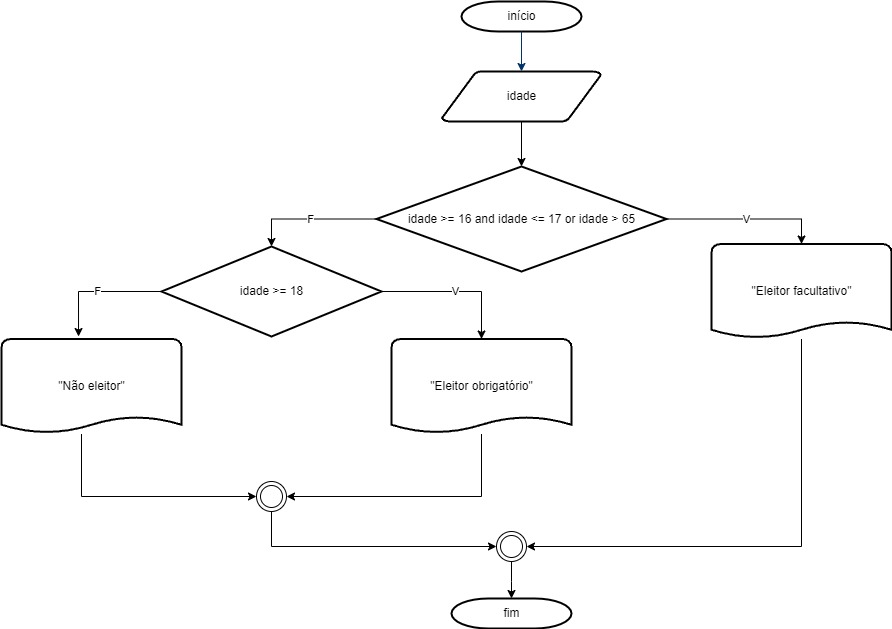 início
idade
idade >= 16 and idade <= 17 or idade > 65
F
V
idade >= 18
"Eleitor facultativo"
F
V
"Não eleitor"
"Eleitor obrigatório"
fim